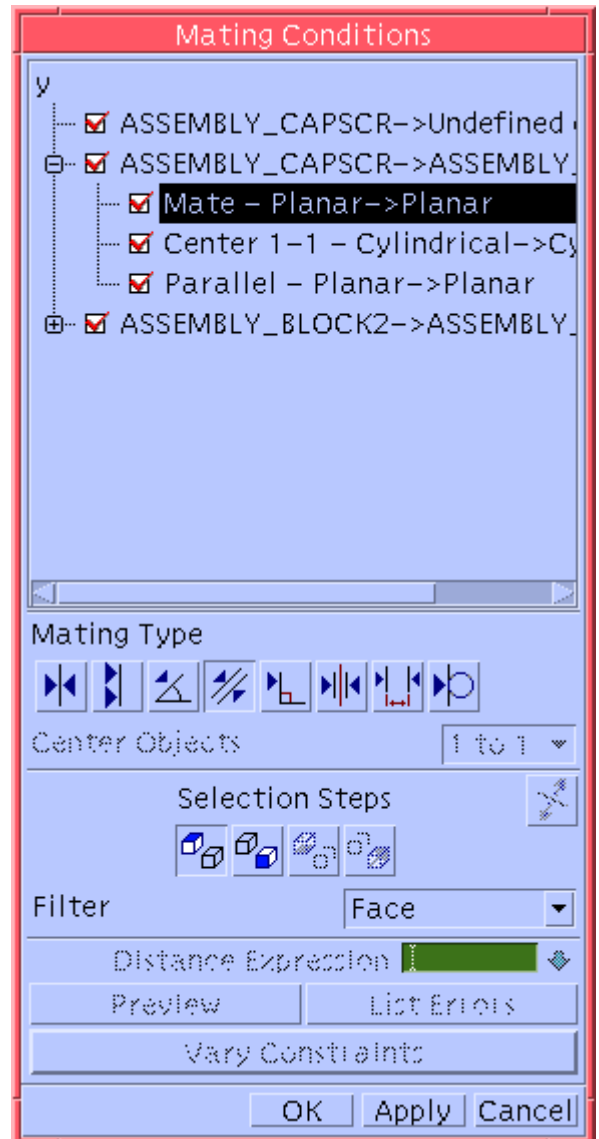 Mating Conditions
y
ASSEMBLY_CAPSCR->Undefined
ASSEMBLY_CAPSCR->ASSEMBLY_
Mate - Planar->Planar
Center 1-1 - Cylindrical->Cy
Parallel - Planar->Planar
ASSEMBLY_BLOCK2->ASSEMBLY_
Mating Type
Center Objects 1 to 1
Selection Steps
Filter Face
Distance Expression
Preview List Errors
Vary Constraints
OK Apply Cancel